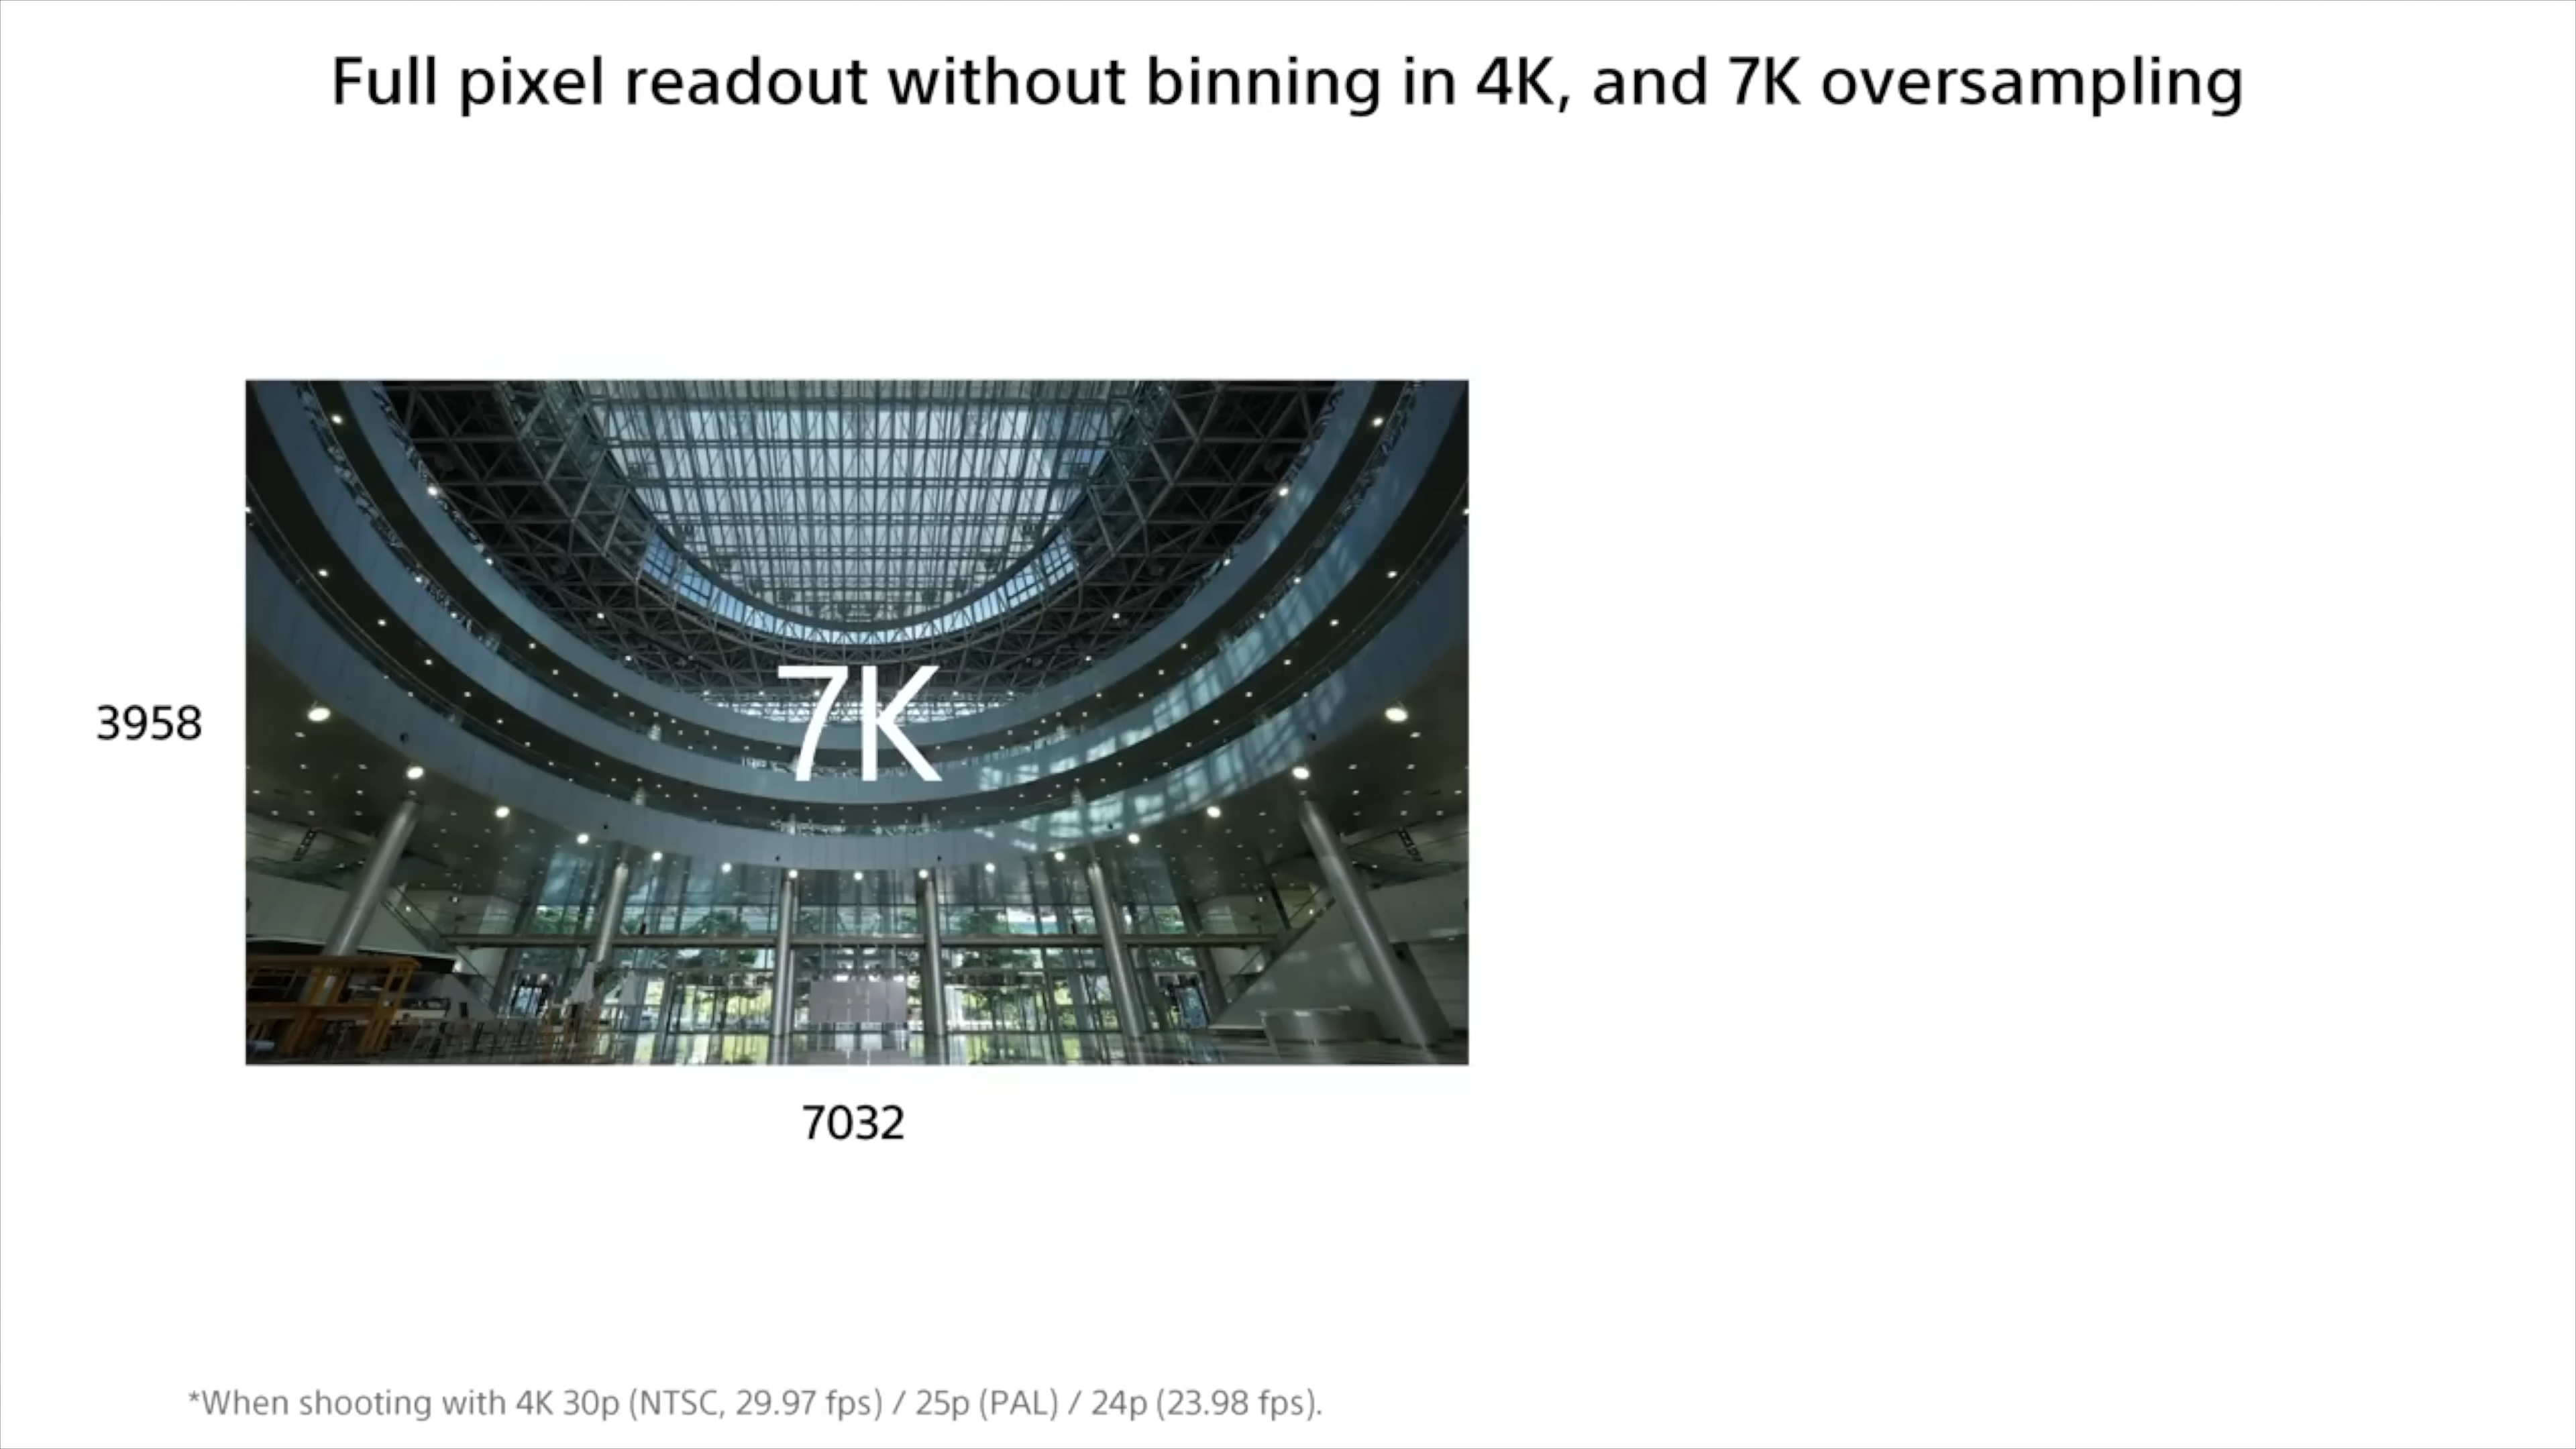 Full pixel readout without binning in 4K, and 7K oversampling
7K
3958
7032
*When shooting with 4K 30p (NTSC, 29.97 fps) / 25p (PAL) / 24p (23.98 fps).